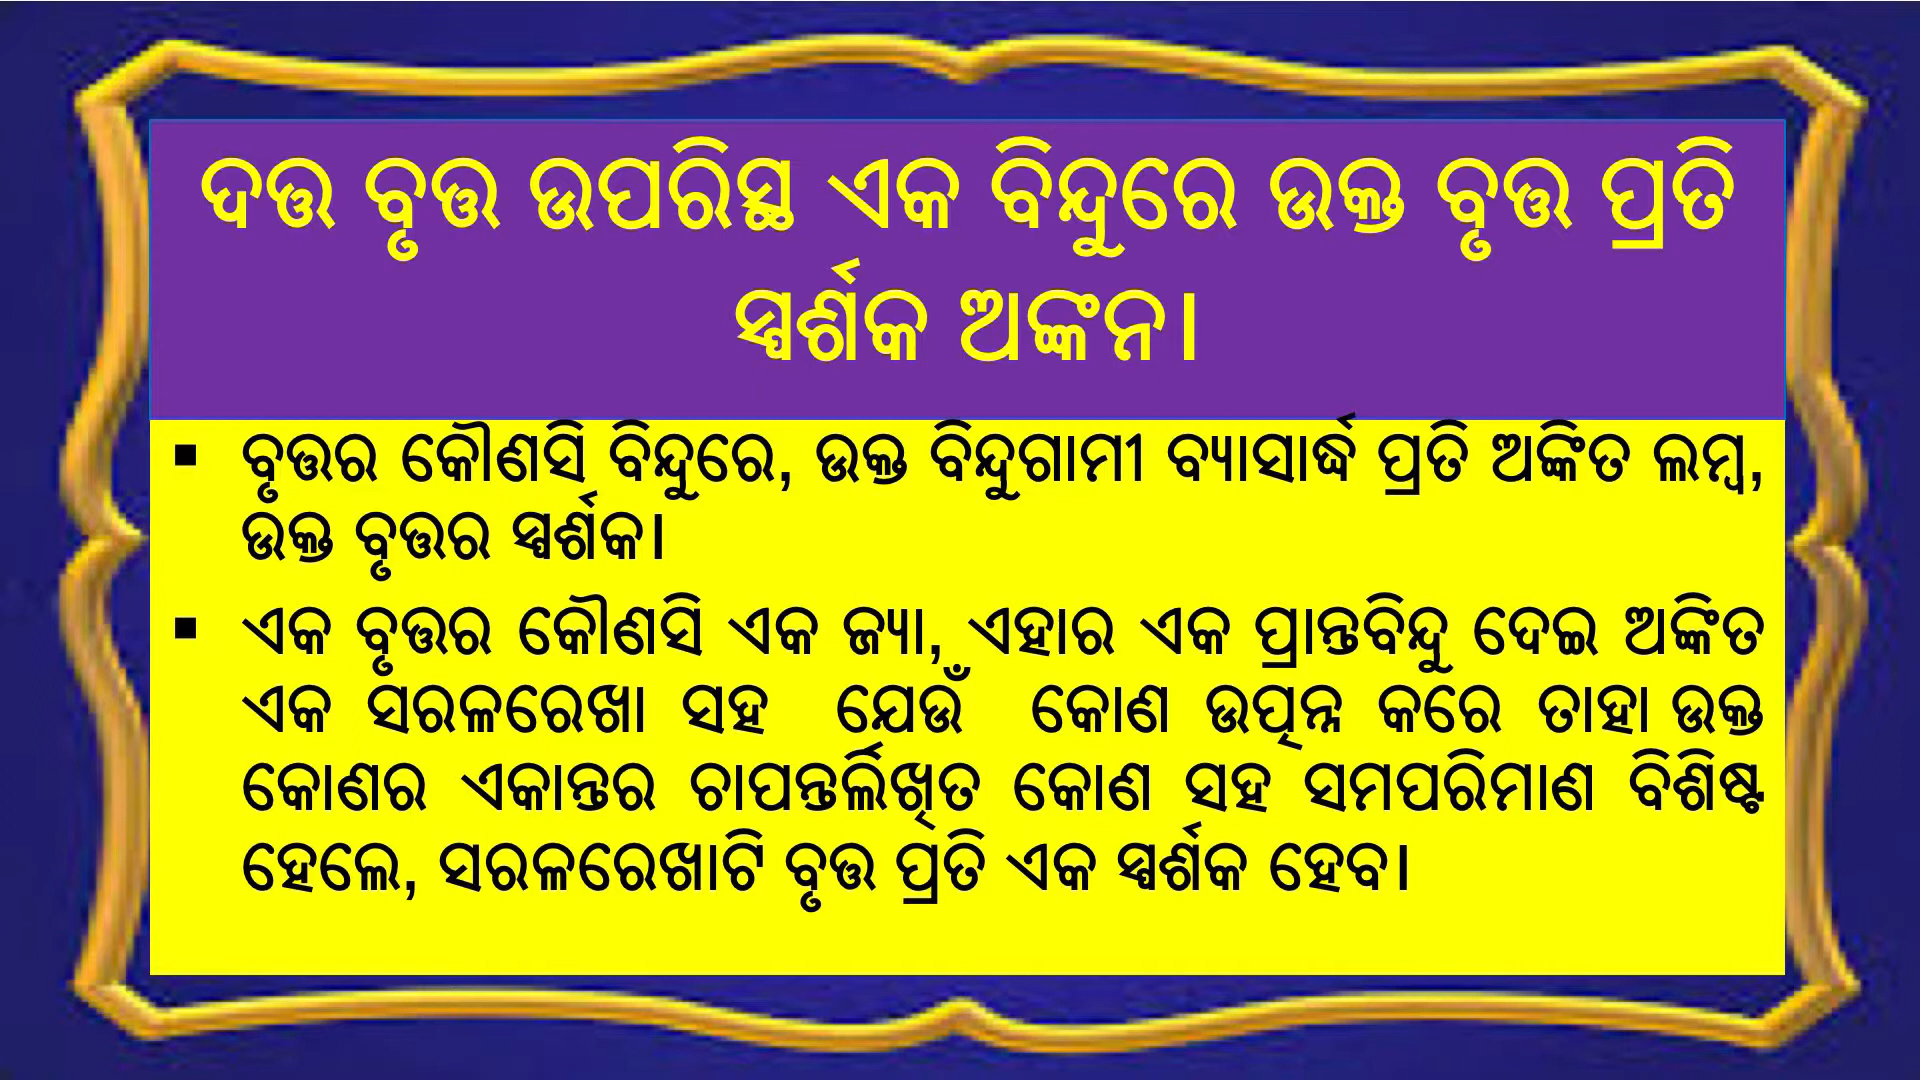 ଦତ୍ତ ବୃତ୍ତ ଉପରିସ୍ଥ ଏକ ବିନ୍ଦୁରେ ଉକ୍ତ ବୃତ୍ତ ପ୍ରତି
ସ୍ପର୍ଶକ ଅଙ୍କନ।
▪ ବୃତ୍ତର କୌଣସି ବିନ୍ଦୁରେ, ଉକ୍ତ ବିନ୍ଦୁଗାମୀ ବ୍ୟାସାର୍ଦ୍ଧ ପ୍ରତି ଅଙ୍କିତ ଲମ୍ବ,
ଉକ୍ତ ବୃତ୍ତର ସ୍ପର୍ଶକ।
▪ ଏକ ବୃତ୍ତର କୌଣସି ଏକ ଜ୍ୟା, ଏହାର ଏକ ପ୍ରାନ୍ତବିନ୍ଦୁ ଦେଇ ଅଙ୍କିତ
ଏକ ସରଳରେଖା ସହ ଯେଉଁ କୋଣ ଉତ୍ପନ୍ନ କରେ ତାହା ଉକ୍ତ
କୋଣର ଏକାନ୍ତର ଚାପନ୍ତର୍ଲିଖିତ କୋଣ ସହ ସମପରିମାଣ ବିଶିଷ୍ଟ
ହେଲେ, ସରଳରେଖାଟି ବୃତ୍ତ ପ୍ରତି ଏକ ସ୍ପର୍ଶକ ହେବ।